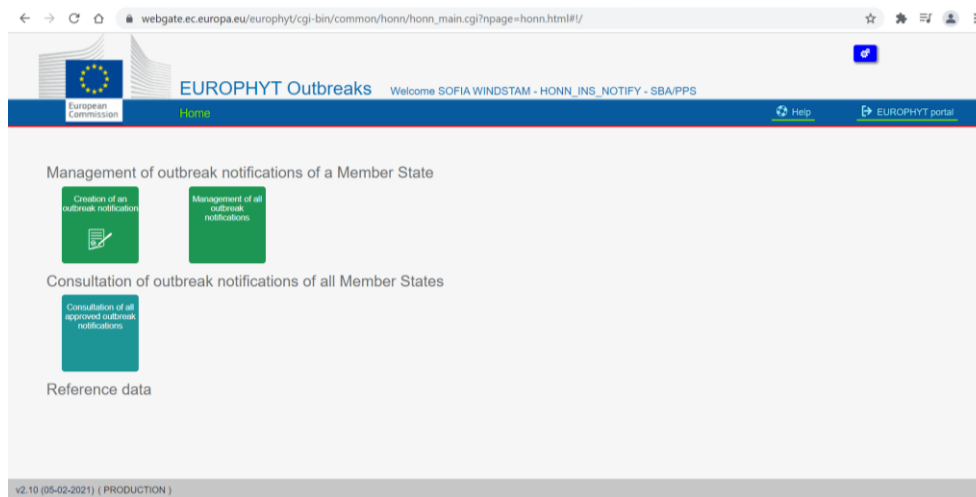 webgate.ec.europa.eu/europhyt/cgi-bin/common/honn/honn_main.cgi?npage=honn.html#!/
EUROPHYT Outbreaks Welcome SOFIA WINDSTAM - HONN_INS_NOTIFY - SBA/PPS
European
Commission
Home
Help
EUROPHYT portal
Management of outbreak notifications of a Member State
Creation of an
outbreak notification
Management of all
outbreak
notifications
Consultation of outbreak notifications of all Member States
Consultation of all
approved outbreak
notifications
Reference data
v2.10 (05-02-2021) ( PRODUCTION )